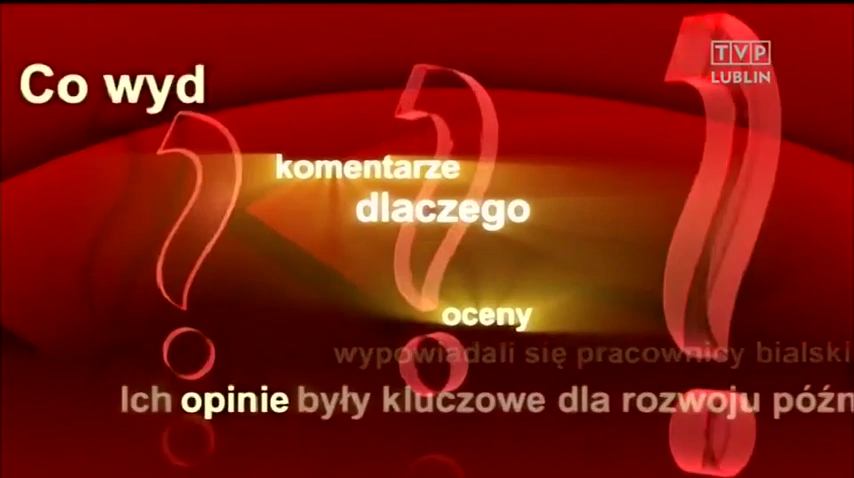 TVP
LUBLIN
Co wyd
komentarze
dlaczego
oceny
wypowiadali się pracownicy bialski
Ich opinie były kluczowe dla rozwoju późn